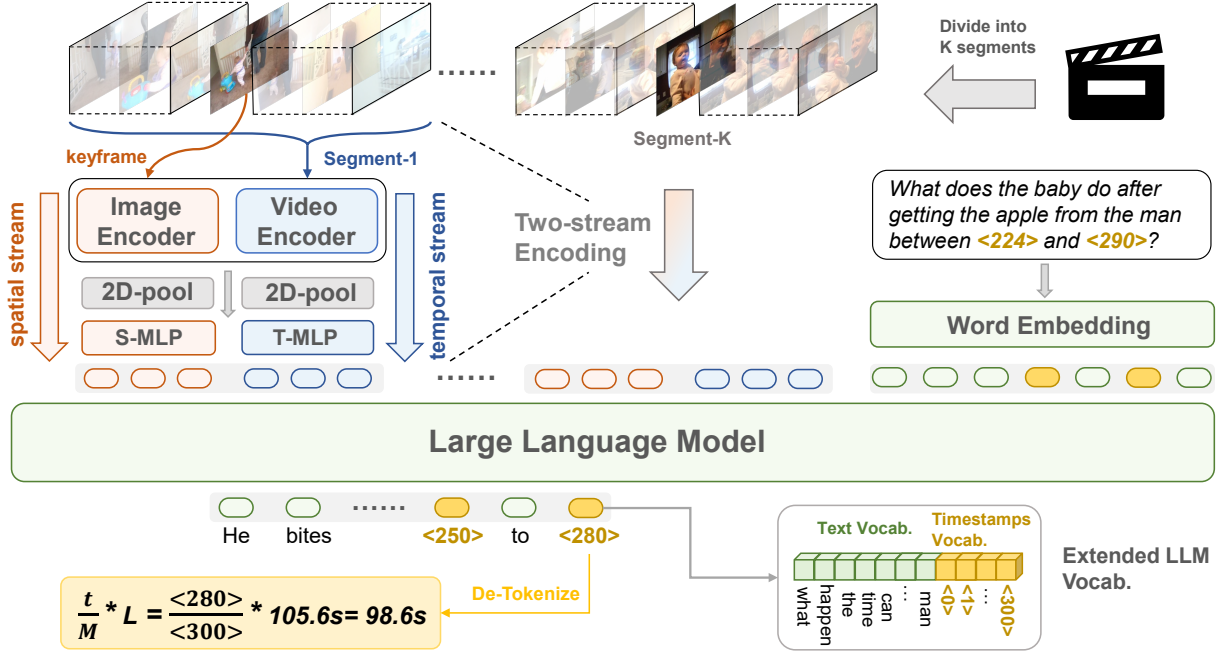 Divide into
K segments
......
Segment-K
keyframe
Segment-1
Image
Encoder
Video
Encoder
spatial stream
temporal stream
Two-stream
Encoding
What does the baby do after
getting the apple from the man
between <224> and <290>?
2D-pool
2D-pool
S-MLP
T-MLP
Word Embedding
......
Large Language Model
He bites ...... <250> to <280>
De-Tokenize
t/M * L = <280>/<300> * 105.6s= 98.6s
Text Vocab.
Timestamps
Vocab.
what
happen
the
time
can
...
man
<0>
<1>
...
<300>
Extended LLM
Vocab.